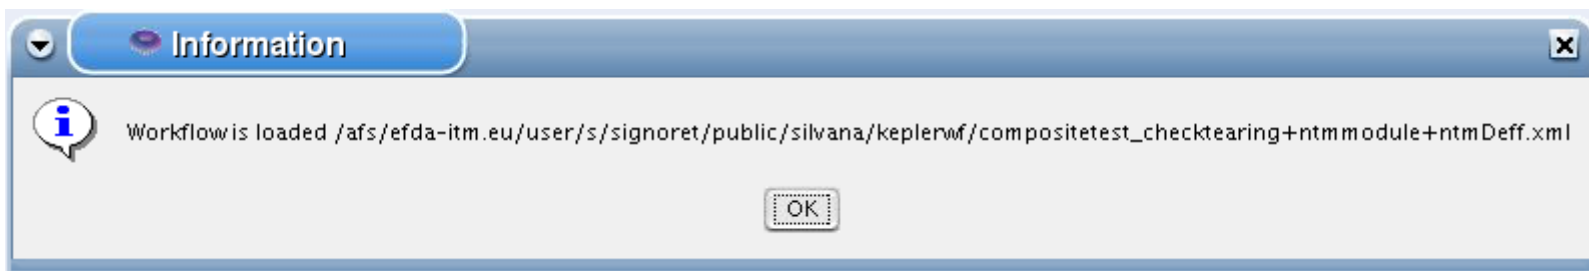 Information
Workflow is loaded /afs/efda-itm.eu/user/s/signoret/public/silvana/keplerwf/compositetest_checktearing+ntmmodule+ntmDeff.xml
OK